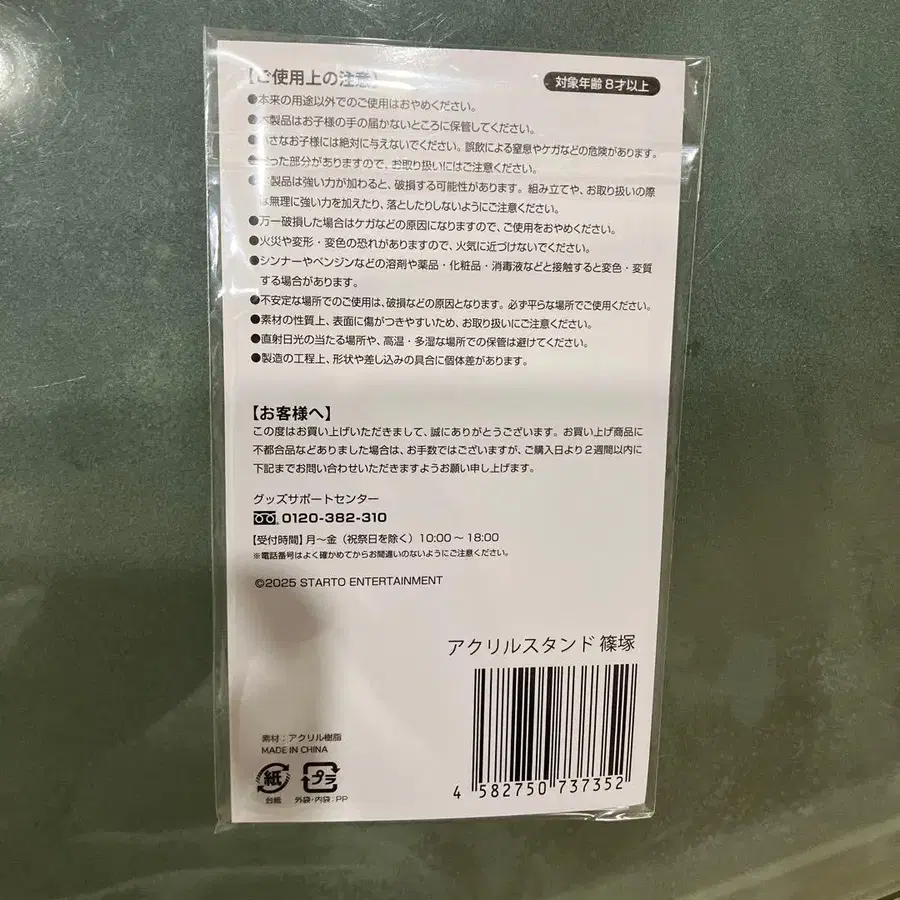 【ご使用上の注意】
対象年齢 8才以上
●本来の用途以外でのご使用はおやめください。
●本製品はお子様の手の届かないところに保管してください。
●小さなお子様には絶対に与えないでください。誤飲による窒息やケガなどの危険があります。
●尖った部分がありますので、お取り扱いにはご注意ください。
●本製品は強い力が加わると、破損する可能性があります。組み立てや、お取り扱いの際
は無理に強い力を加えたり、落としたりしないようにご注意ください。
●万一破損した場合はケガなどの原因になりますので、ご使用をおやめください。
●火災や変形・変色の恐れがありますので、火気に近づけないでください。
●シンナーやベンジンなどの溶剤や薬品・化粧品・消毒液などと接触すると変色・変質
する場合があります。
●不安定な場所でのご使用は、破損などの原因となります。必ず平らな場所でご使用ください。
●素材の性質上、表面に傷がつきやすいため、お取り扱いにご注意ください。
●直射日光の当たる場所や、高温・多湿な場所での保管は避けてください。
●製造の工程上、形状や差し込みの具合に個体差があります。
【お客様へ】
この度はお買い上げいただきまして、誠にありがとうございます。お買い上げ商品に
不都合品などありました場合は、お手数ではございますが、ご購入日より2週間以内に
下記までお問い合わせいただきますようお願い申し上げます。
グッズサポートセンター
0120-382-310
【受付時間】月〜金（祝祭日を除く）10:00〜18:00
※電話番号はよく確かめてからお間違いのないようにご注意ください。
©2025 STARTO ENTERTAINMENT
アクリルスタンド 篠塚
素材：アクリル樹脂
MADE IN CHINA
紙 プラ
台紙 外袋・内袋：PP
4 582750 737352